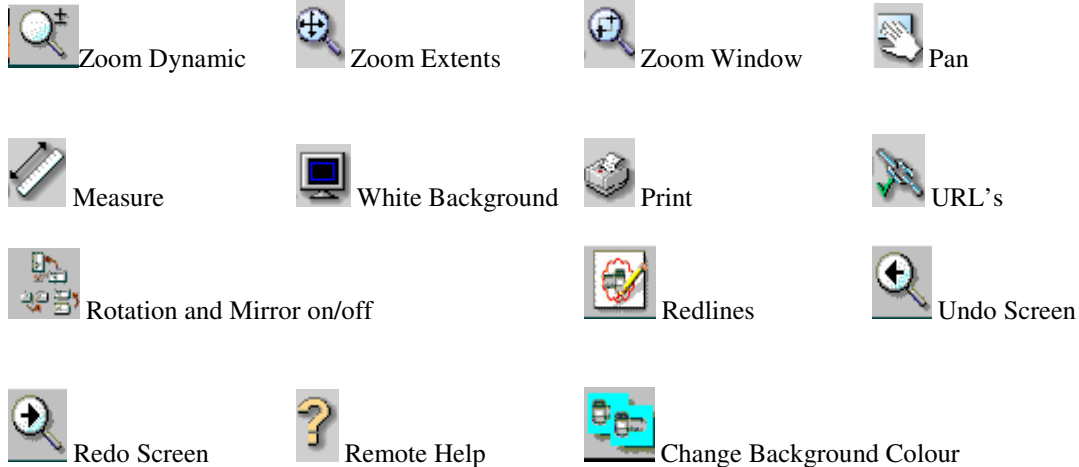 Zoom Dynamic Zoom Extents Zoom Window Pan
Measure White Background Print URL's
Rotation and Mirror on/off Redlines Undo Screen
Redo Screen Remote Help Change Background Colour